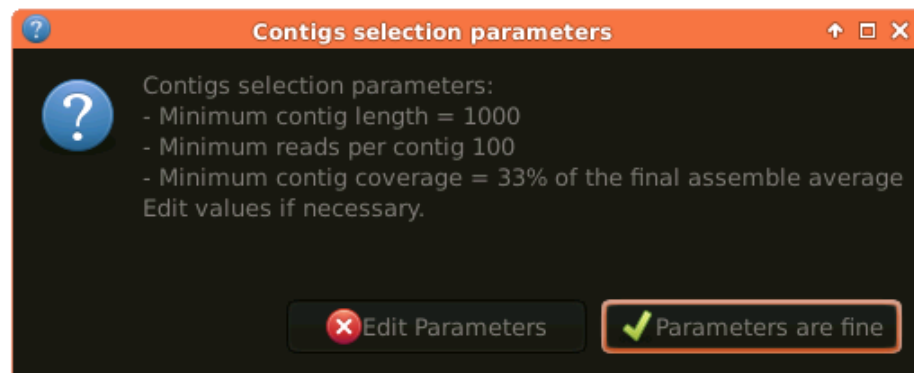 Contigs selection parameters
Contigs selection parameters:
- Minimum contig length = 1000
- Minimum reads per contig 100
- Minimum contig coverage = 33% of the final assemble average
Edit values if necessary.
Edit Parameters
Parameters are fine